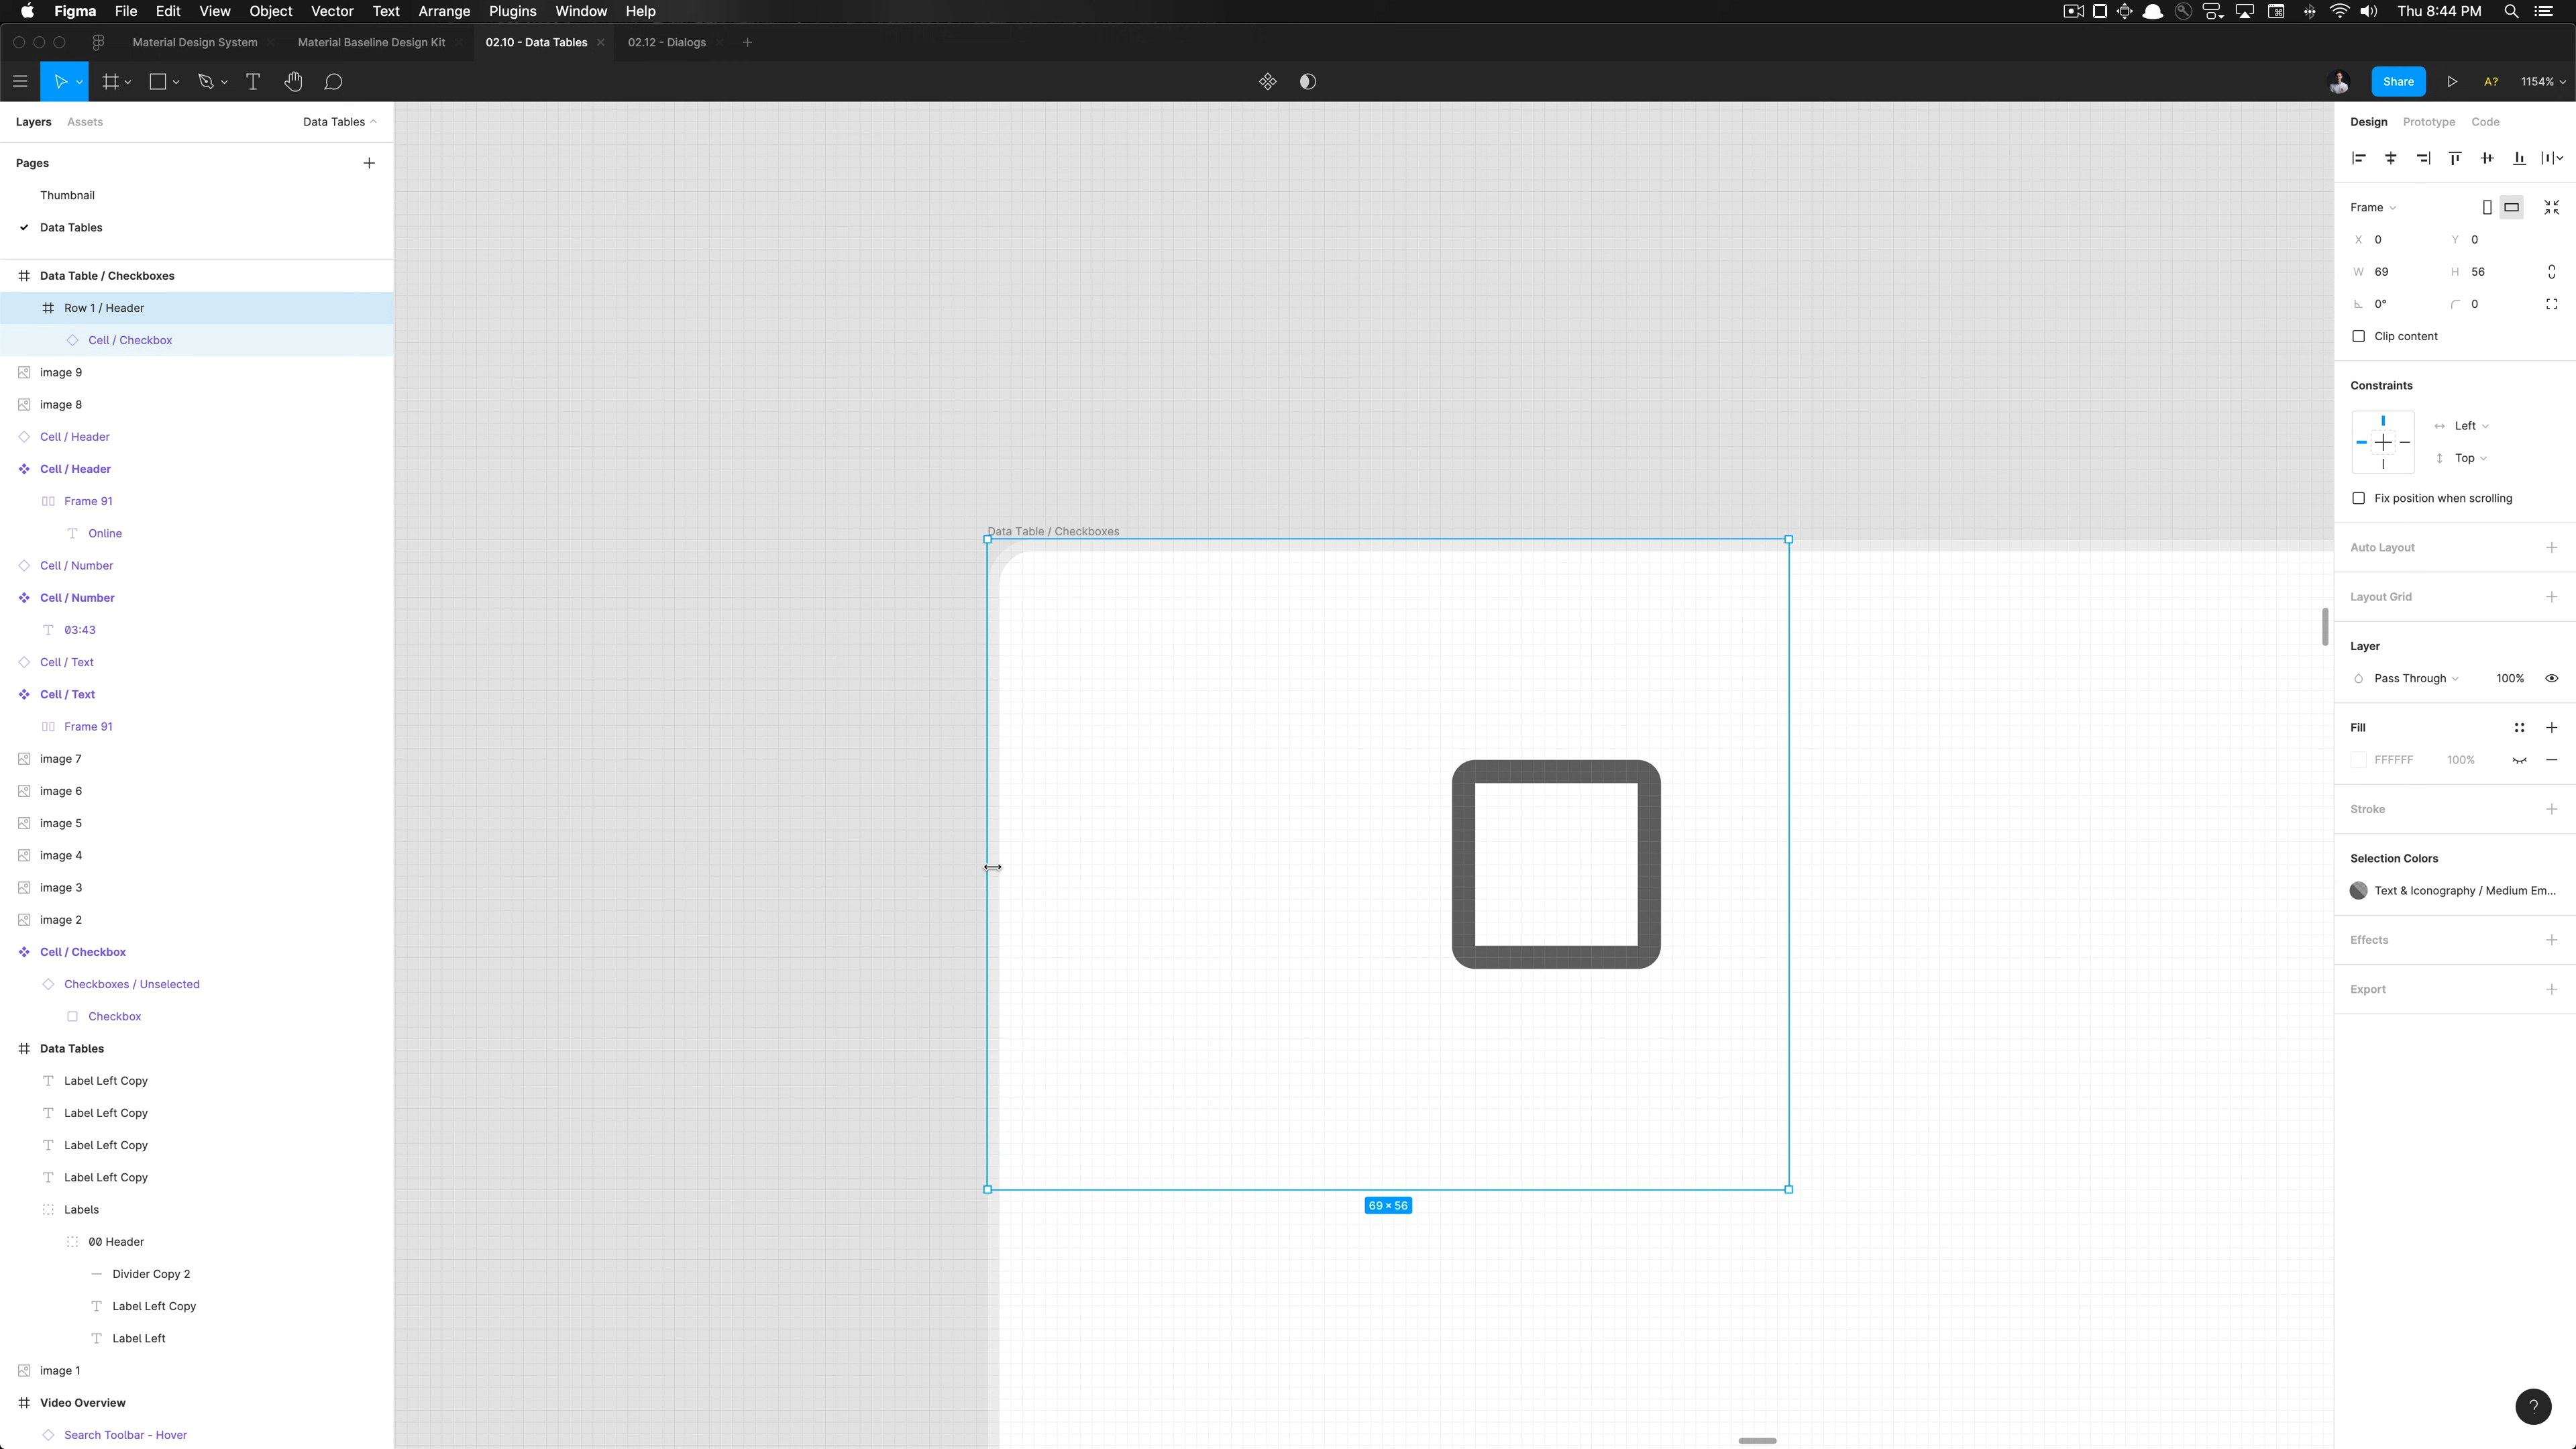 Figma File Edit View Object Vector Text Arrange Plugins Window Help
Thu 8:44 PM
Material Design System
Material Baseline Design Kit
02.10 - Data Tables
02.12 - Dialogs
Share
A?
1154%
Layers Assets
Data Tables
Pages
Thumbnail
Data Tables
Data Table / Checkboxes
Row 1 / Header
Cell / Checkbox
image 9
image 8
Cell / Header
Cell / Header
Frame 91
Online
Cell / Number
Cell / Number
03:43
Cell / Text
Cell / Text
Frame 91
image 7
image 6
image 5
image 4
image 3
image 2
Cell / Checkbox
Checkboxes / Unselected
Checkbox
Data Tables
Label Left Copy
Label Left Copy
Label Left Copy
Label Left Copy
Labels
00 Header
Divider Copy 2
Label Left Copy
Label Left
image 1
Video Overview
Search Toolbar - Hover
Data Table / Checkboxes
69 × 56
Design Prototype Code
Frame
X 0 Y 0
W 69 H 56
0° 0
Clip content
Constraints
Left
Top
Fix position when scrolling
Auto Layout
Layout Grid
Layer
Pass Through 100%
Fill
FFFFFF 100%
Stroke
Selection Colors
Text & Iconography / Medium Em...
Effects
Export
?